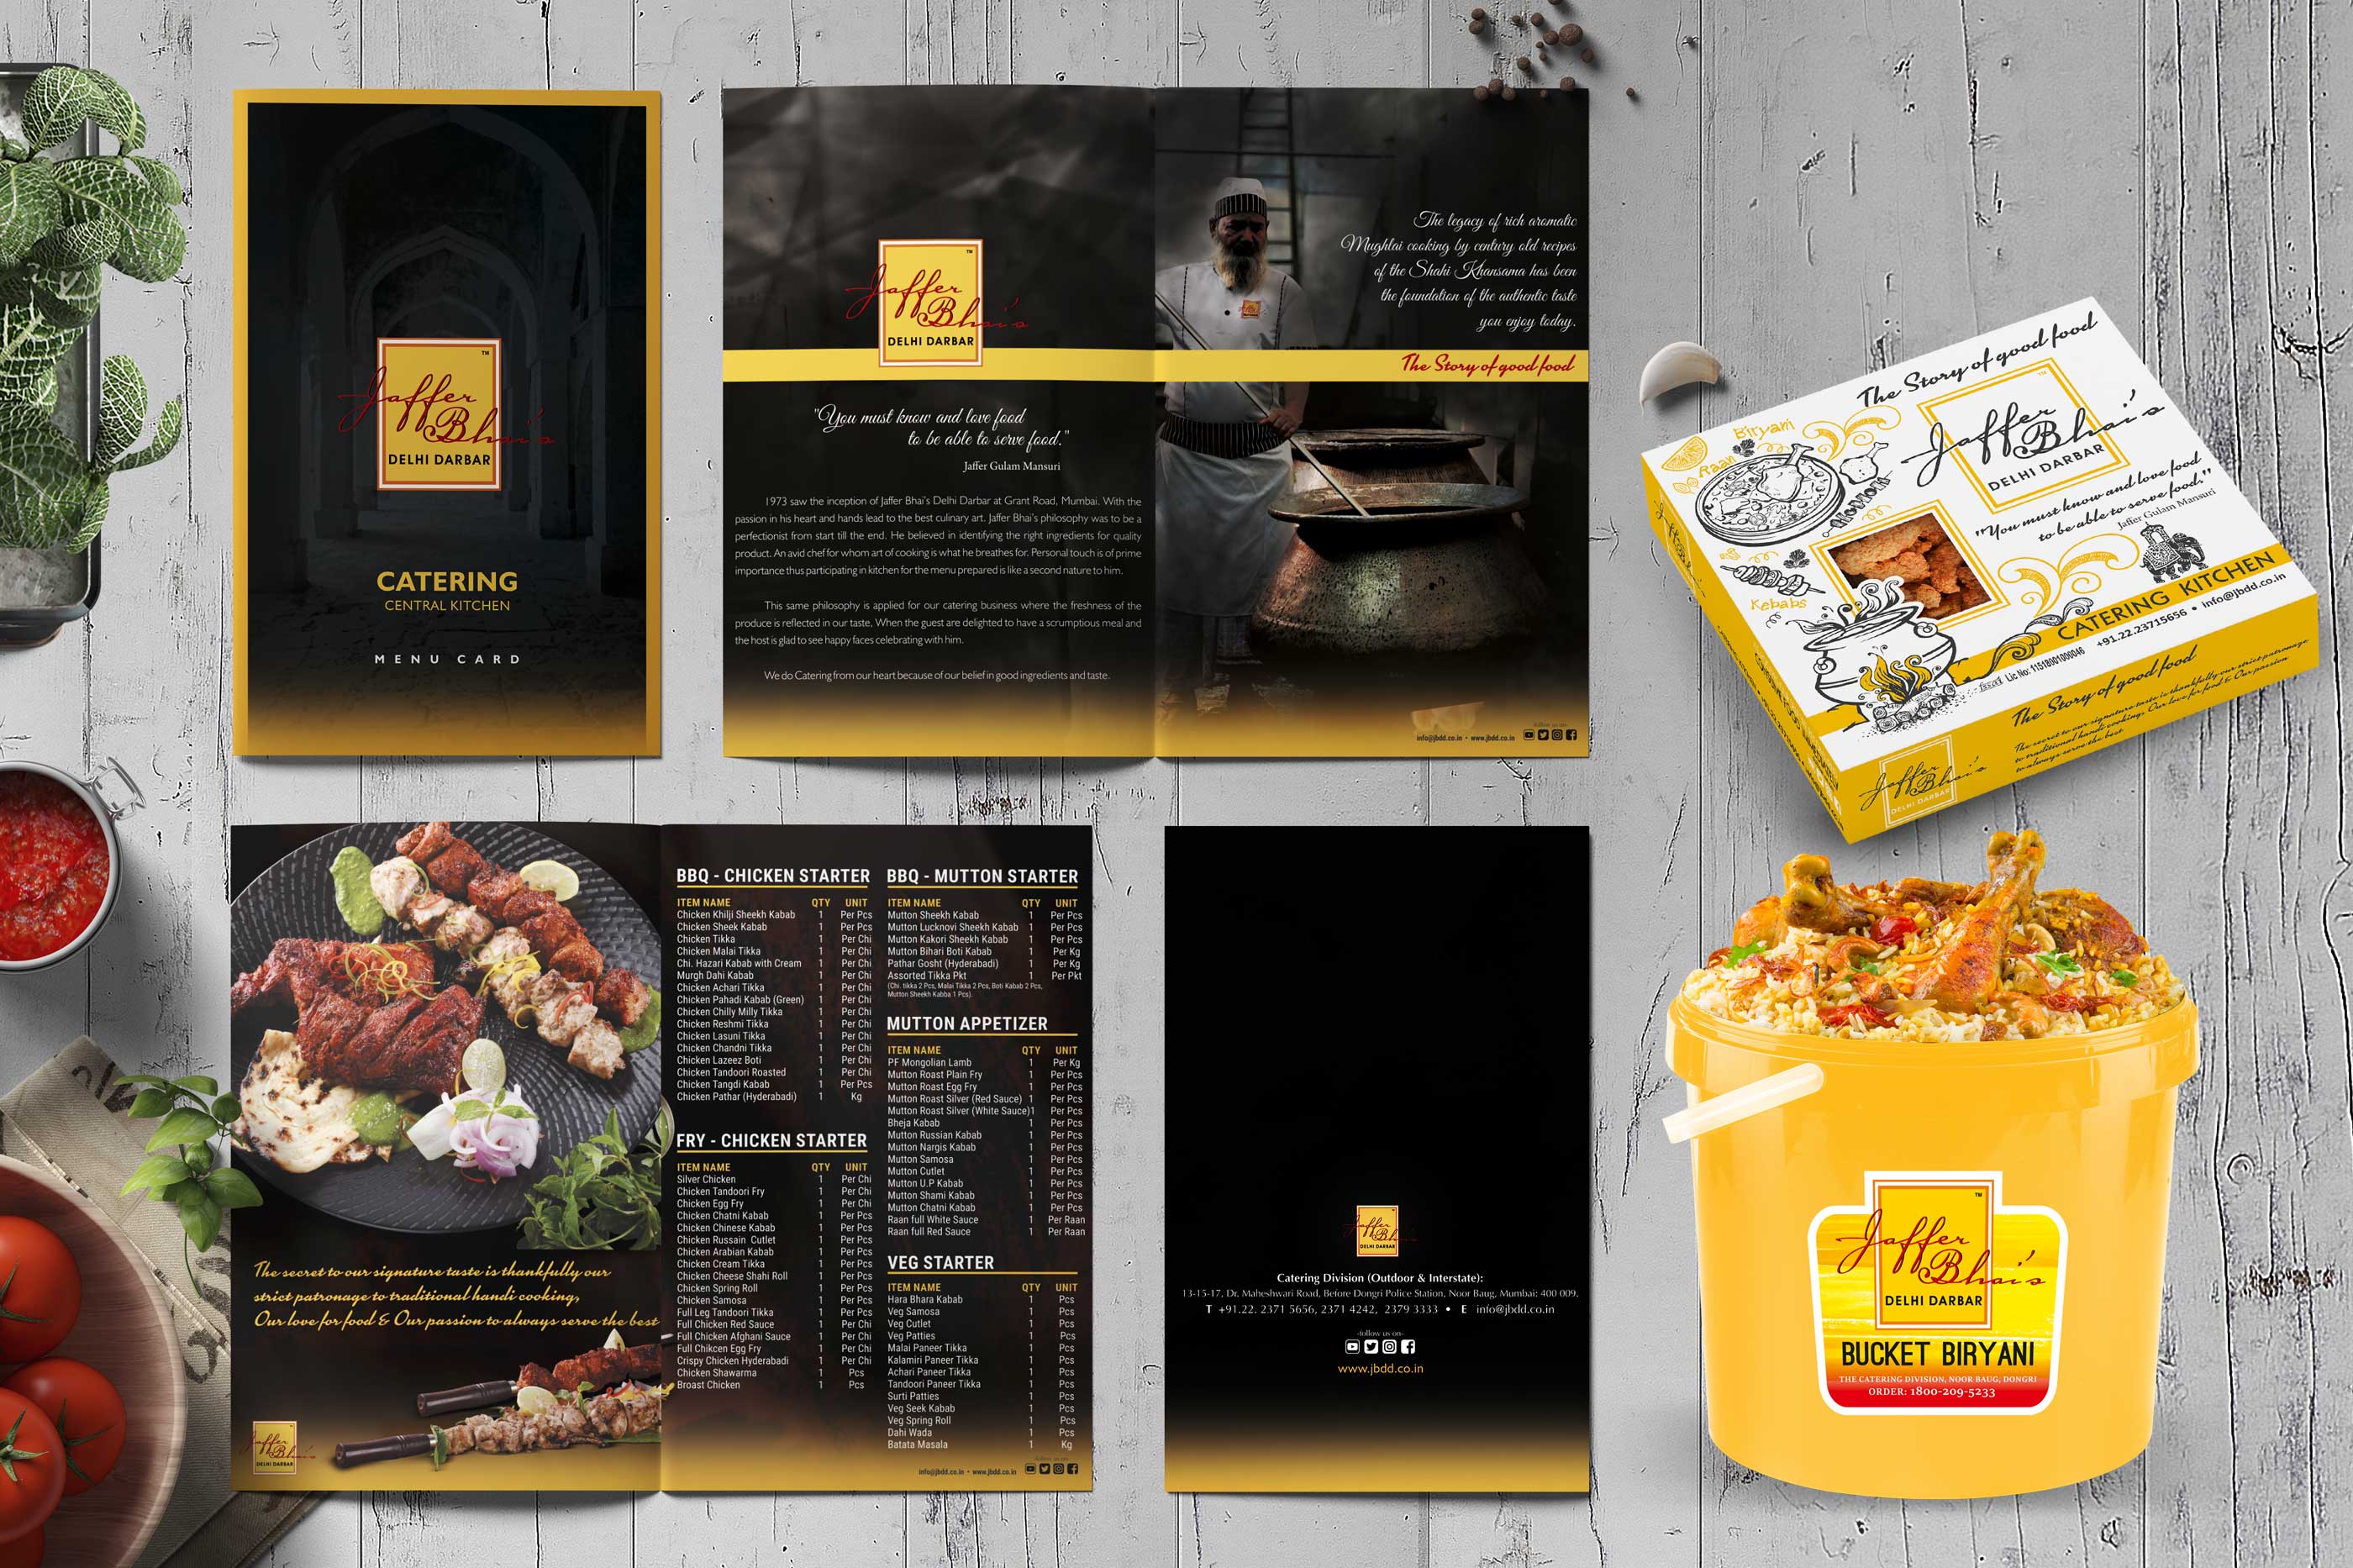 TM
Jaffer
Bhai's
DELHI DARBAR
CATERING
CENTRAL KITCHEN
MENU CARD
TM
Jaffer
Bhai's
DELHI DARBAR
"You must know and love food
to be able to serve food."
Jaffer Gulam Mansuri
1973 saw the inception of Jaffer Bhai's Delhi Darbar at Grant Road, Mumbai. With the
passion in his heart and hands lead to the best culinary art. Jaffer Bhai's philosophy was to be a
perfectionist from start till the end. He believed in identifying the right ingredients for quality
product. An avid chef for whom art of cooking is what he breathes for. Personal touch is of prime
importance thus participating in kitchen for the menu prepared is like a second nature to him.
This same philosophy is applied for our catering business where the freshness of the
produce is reflected in our taste, When the guest are delighted to have a scrumptious meal and
the host is glad to see happy faces celebrating with him.
We do Catering from our heart because of our belief in good ingredients and taste.
The legacy of rich aromatic
Mughlai cooking by century old recipes
of the Shahi Khansama has been
the foundation of the authentic taste
you enjoy today.
The Story of good food
follow us on
info@jbdd.co.in • www.jbdd.co.in
The Story of good food
Jaffer
Bhai's
DELHI DARBAR
"You must know and love food
to be able to serve food."
Jaffer Gulam Mansuri
Biryani
Raan
Kebabs
CATERING KITCHEN
+91.22.23715656 • info@jbdd.co.in
fssai Lic No: 11518001000046
The Story of good food
The secret to our signature taste is thankfully our strict patronage
to traditional handi cooking, Our love for food & Our passion
to always serve the best
Jaffer
Bhai's
DELHI DARBAR
The secret to our signature taste is thankfully our
strict patronage to traditional handi cooking,
Our love for food & Our passion to always serve the best
Jaffer
Bhai's
DELHI DARBAR
BBQ - CHICKEN STARTER
ITEM NAME QTY UNIT
Chicken Khilji Sheekh Kabab 1 Per Pcs
Chicken Sheek Kabab 1 Per Pcs
Chicken Tikka 1 Per Chi
Chicken Malai Tikka 1 Per Chi
Chi. Hazari Kabab with Cream 1 Per Chi
Murgh Dahi Kabab 1 Per Chi
Chicken Achari Tikka 1 Per Chi
Chicken Pahadi Kabab (Green) 1 Per Chi
Chicken Chilly Milly Tikka 1 Per Chi
Chicken Reshmi Tikka 1 Per Chi
Chicken Lasuni Tikka 1 Per Chi
Chicken Chandni Tikka 1 Per Chi
Chicken Lazeez Boti 1 Per Chi
Chicken Tandoori Roasted 1 Per Chi
Chicken Tangdi Kabab 1 Per Pcs
Chicken Pathar (Hyderabadi) 1 Kg
FRY - CHICKEN STARTER
ITEM NAME QTY UNIT
Silver Chicken 1 Per Chi
Chicken Tandoori Fry 1 Per Chi
Chicken Egg Fry 1 Per Chi
Chicken Chatni Kabab 1 Per Pcs
Chicken Chinese Kabab 1 Per Pcs
Chicken Russain Cutlet 1 Per Pcs
Chicken Arabian Kabab 1 Per Pcs
Chicken Cream Tikka 1 Per Pcs
Chicken Cheese Shahi Roll 1 Per Pcs
Chicken Spring Roll 1 Per Pcs
Chicken Samosa 1 Per Pcs
Full Leg Tandoori Tikka 1 Per Pcs
Full Chicken Red Sauce 1 Per Chi
Full Chicken Afghani Sauce 1 Per Chi
Full Chikcen Egg Fry 1 Per Chi
Crispy Chicken Hyderabadi 1 Per Chi
Chicken Shawarma 1 Pcs
Broast Chicken 1 Pcs
BBQ - MUTTON STARTER
ITEM NAME QTY UNIT
Mutton Sheekh Kabab 1 Per Pcs
Mutton Lucknovi Sheekh Kabab 1 Per Pcs
Mutton Kakori Sheekh Kabab 1 Per Pcs
Mutton Bihari Boti Kabab 1 Per Kg
Pathar Gosht (Hyderabadi) 1 Per Kg
Assorted Tikka Pkt 1 Per Pkt
(Chi. tikka 2 Pcs, Malai Tikka 2 Pcs, Boti Kabab 2 Pcs,
Mutton Sheekh Kabba 1 Pcs).
MUTTON APPETIZER
ITEM NAME QTY UNIT
PF Mongolian Lamb 1 Per Kg
Mutton Roast Plain Fry 1 Per Pcs
Mutton Roast Egg Fry 1 Per Pcs
Mutton Roast Silver (Red Sauce) 1 Per Pcs
Mutton Roast Silver (White Sauce) 1 Per Pcs
Bheja Kabab 1 Per Pcs
Mutton Russian Kabab 1 Per Pcs
Mutton Nargis Kabab 1 Per Pcs
Mutton Samosa 1 Per Pcs
Mutton Cutlet 1 Per Pcs
Mutton U.P Kabab 1 Per Pcs
Mutton Shami Kabab 1 Per Pcs
Mutton Chatni Kabab 1 Per Pcs
Raan full White Sauce 1 Per Raan
Raan full Red Sauce 1 Per Raan
VEG STARTER
ITEM NAME QTY UNIT
Hara Bhara Kabab 1 Pcs
Veg Samosa 1 Pcs
Veg Cutlet 1 Pcs
Veg Patties 1 Pcs
Malai Paneer Tikka 1 Pcs
Kalamiri Paneer Tikka 1 Pcs
Achari Paneer Tikka 1 Pcs
Tandoori Paneer Tikka 1 Pcs
Surti Patties 1 Pcs
Veg Seek Kabab 1 Pcs
Veg Spring Roll 1 Pcs
Dahi Wada 1 Pcs
Batata Masala 1 Kg
follow us on
info@jbdd.co.in • www.jbdd.co.in
Jaffer
Bhai's
DELHI DARBAR
Catering Division (Outdoor & Interstate):
13-15-17, Dr. Maheshwari Road, Before Dongri Police Station, Noor Baug, Mumbai: 400 009.
T +91.22. 2371 5656, 2371 4242, 2379 3333 • E info@jbdd.co.in
-follow us on-
www.jbdd.co.in
TM
Jaffer
Bhai's
DELHI DARBAR
BUCKET BIRYANI
THE CATERING DIVISION, NOOR BAUG, DONGRI
ORDER: 1800-209-5233